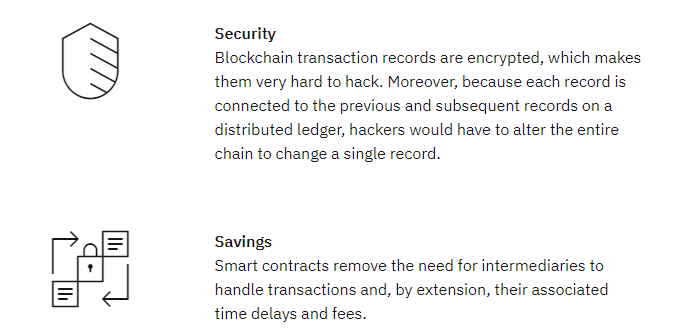 Security
Blockchain transaction records are encrypted, which makes
them very hard to hack. Moreover, because each record is
connected to the previous and subsequent records on a
distributed ledger, hackers would have to alter the entire
chain to change a single record.
Savings
Smart contracts remove the need for intermediaries to
handle transactions and, by extension, their associated
time delays and fees.